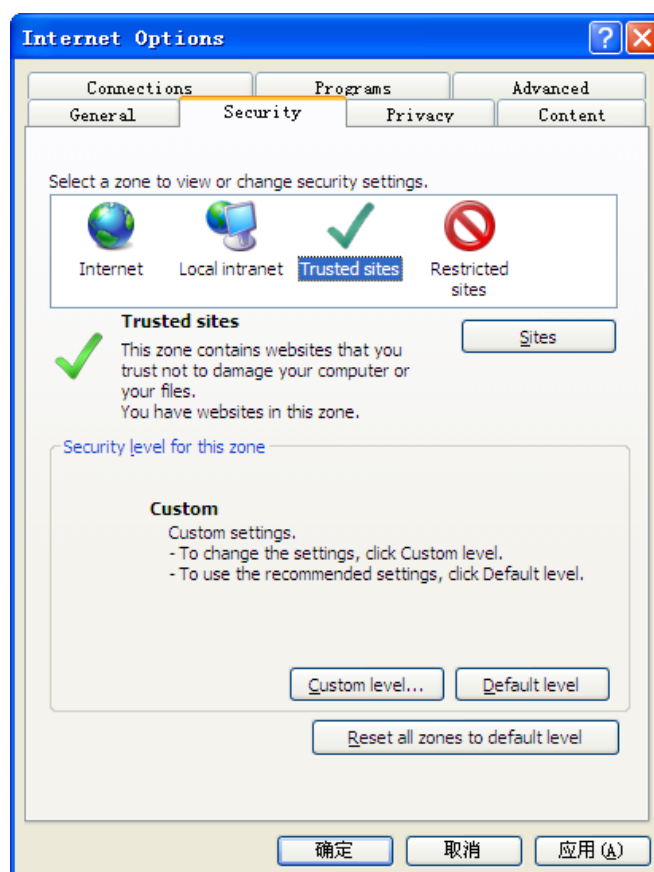 Internet Options
Connections Programs Advanced
General Security Privacy Content
Select a zone to view or change security settings.
Internet Local intranet Trusted sites Restricted
sites
Trusted sites
Sites
This zone contains websites that you
trust not to damage your computer or
your files.
You have websites in this zone.
Security level for this zone
Custom
Custom settings.
- To change the settings, click Custom level.
- To use the recommended settings, click Default level.
Custom level... Default level
Reset all zones to default level
确定 取消 应用(A)